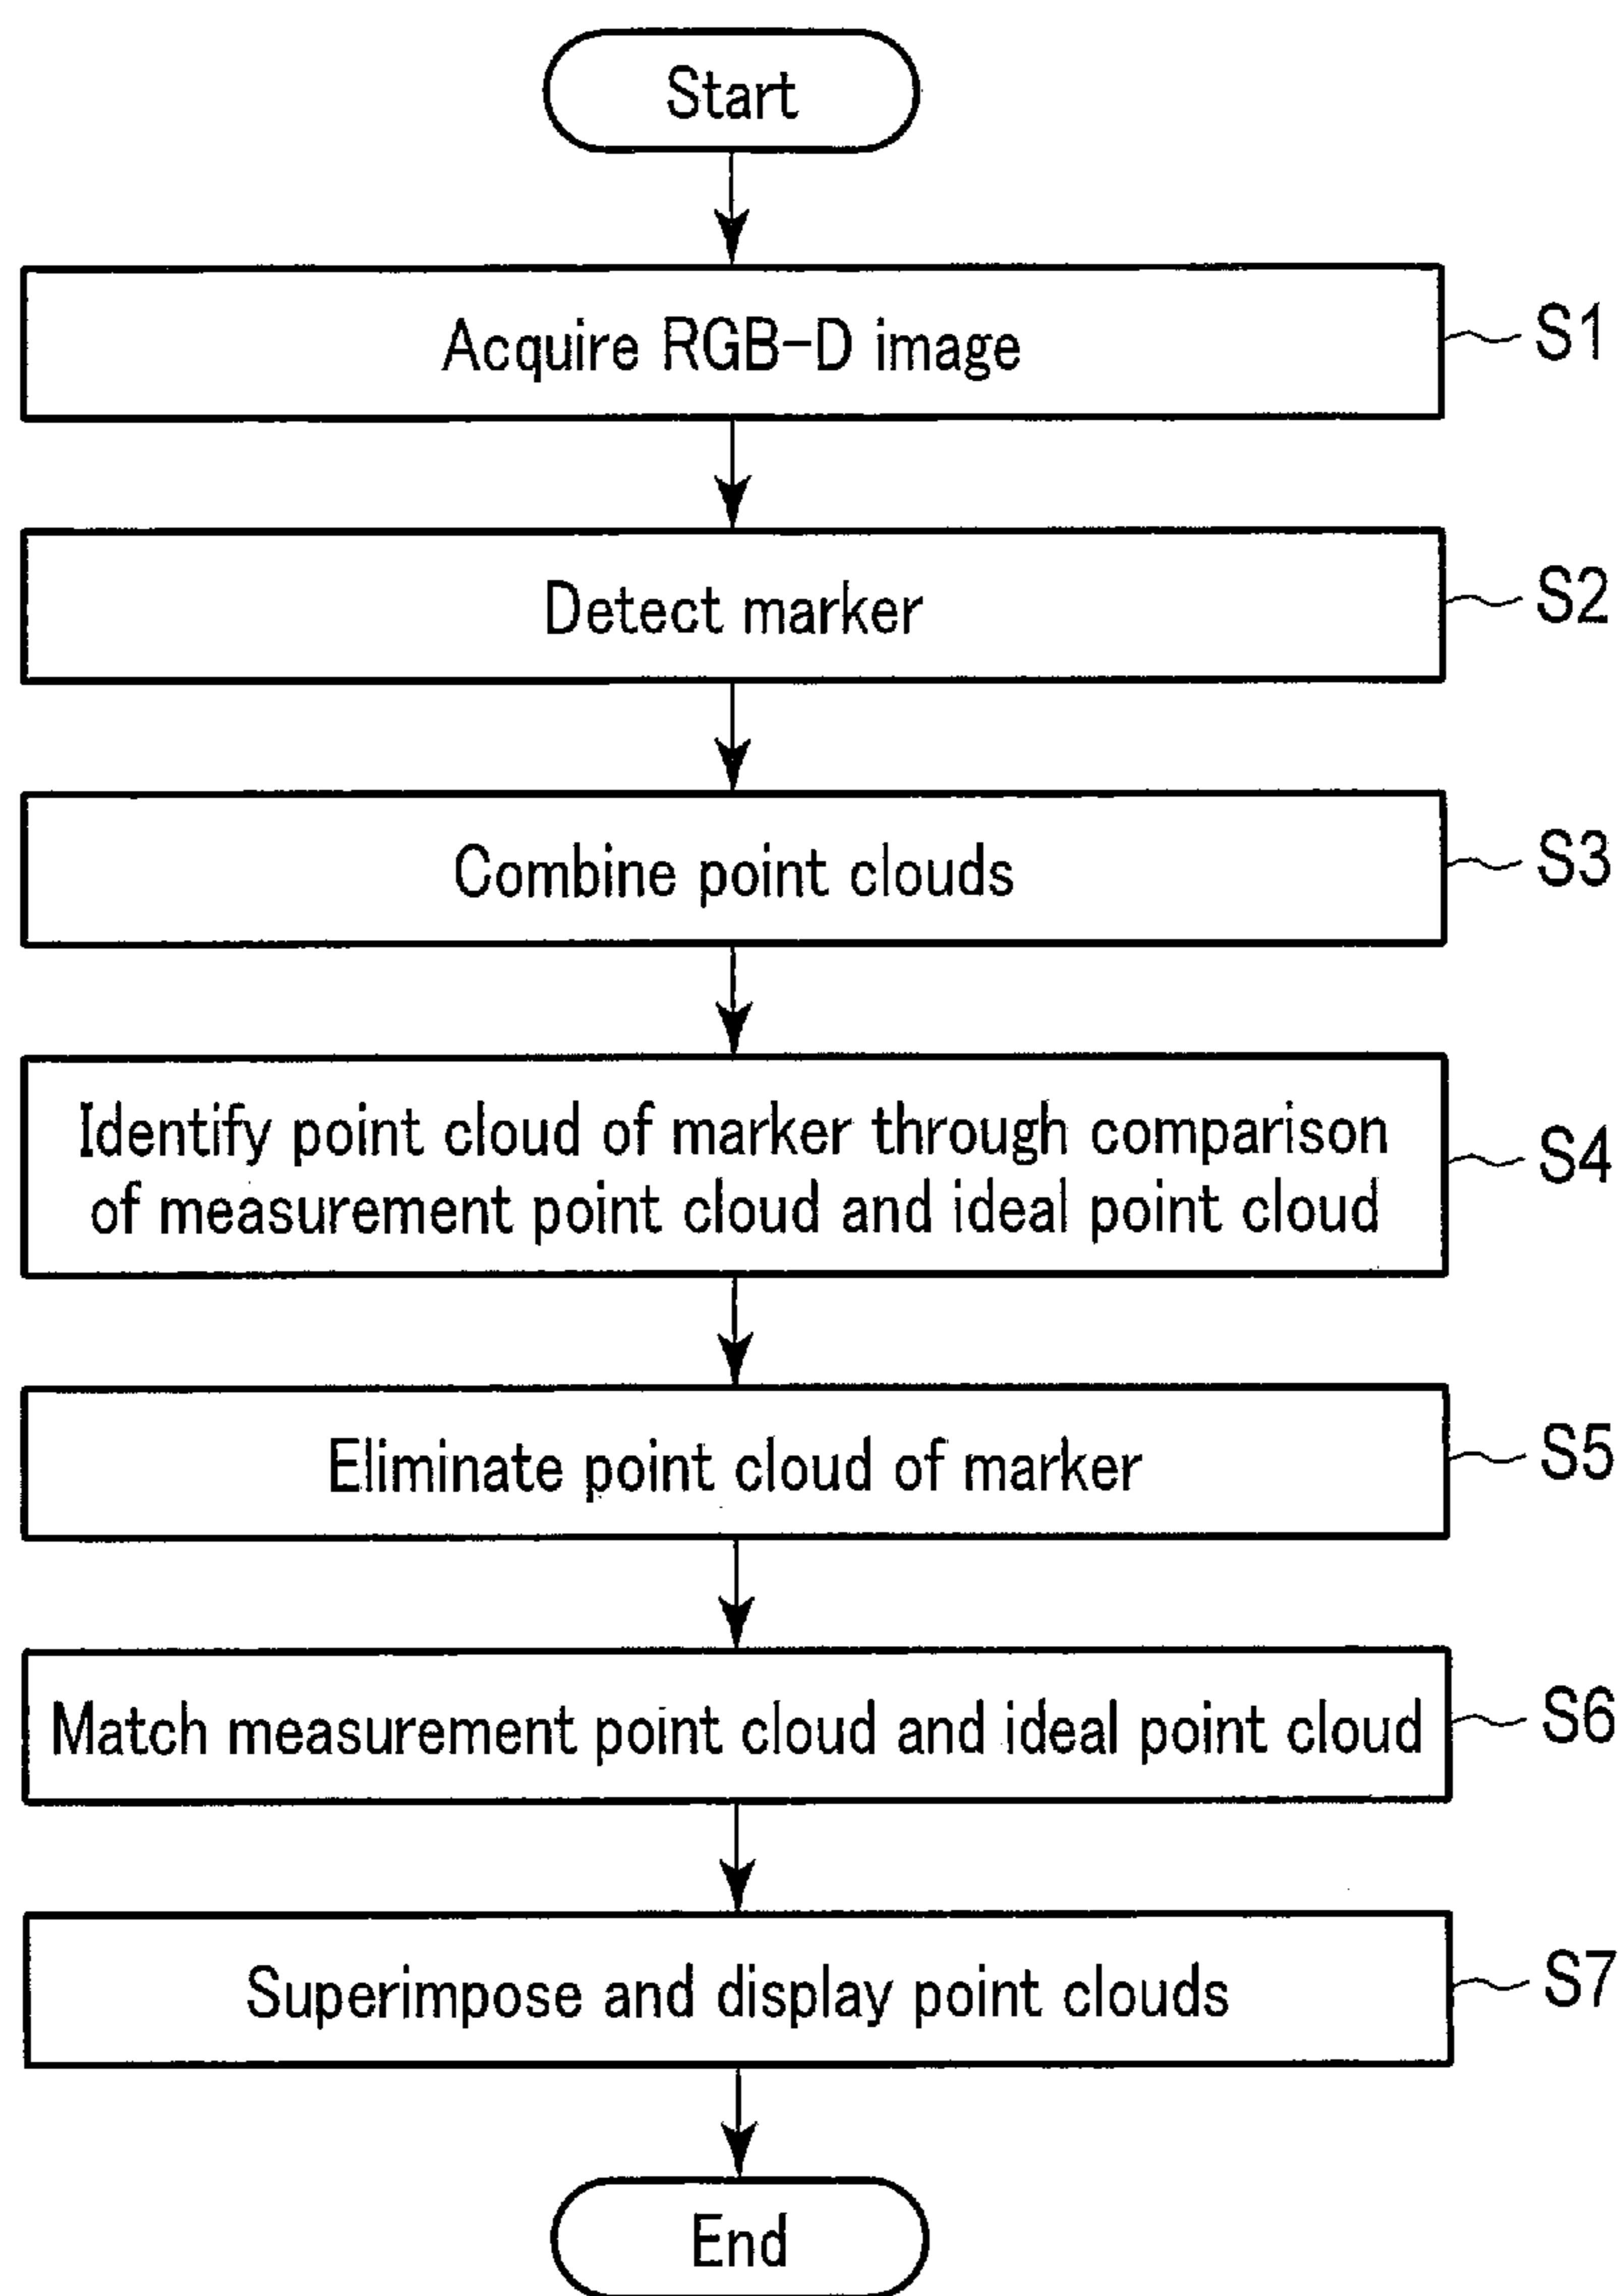 Start
Acquire RGB-D image
S1
Detect marker
S2
Combine point clouds
S3
Identify point cloud of marker through comparison
of measurement point cloud and ideal point cloud
S4
Eliminate point cloud of marker
S5
Match measurement point cloud and ideal point cloud
S6
Superimpose and display point clouds
S7
End